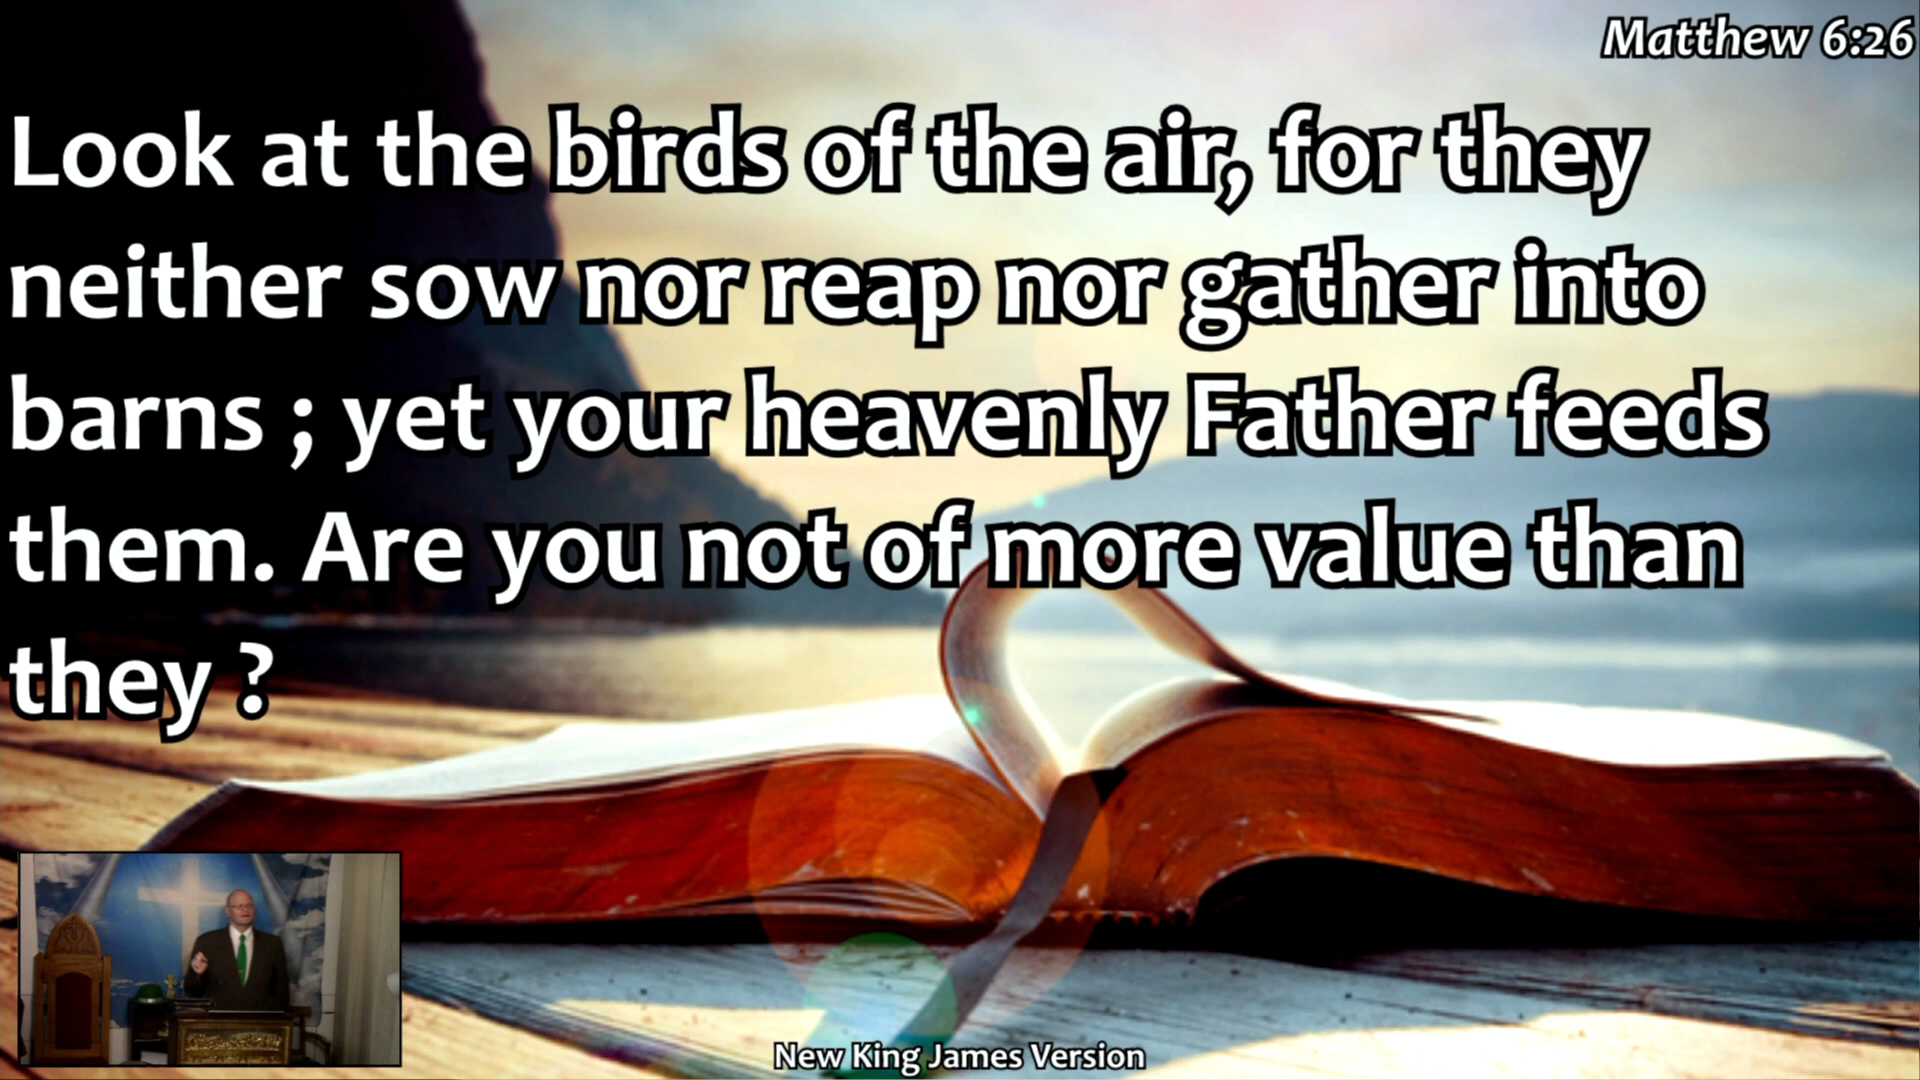 Matthew 6:26
Look at the birds of the air, for they
neither sow nor reap nor gather into
barns ; yet your heavenly Father feeds
them. Are you not of more value than
they ?
New King James Version